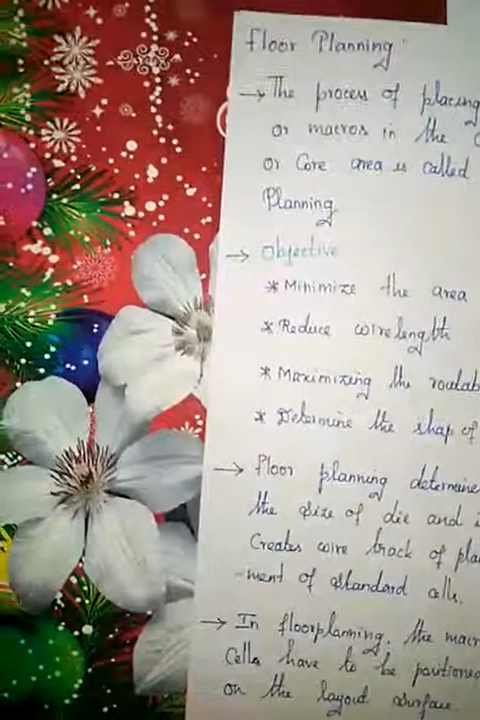 Floor Planning
→ The process of placing
or macros in the
or Core area is called
Planning
→ Objective
* Minimize the area
* Reduce wirelength
* Maximizing the routab
* Determine the shap of
→ Floor planning determine
the size of die and
Creates wire track of pla
-ment of standard cells.
→ In floorplanning, the mac
Cells have to be positione
on the layout surface.